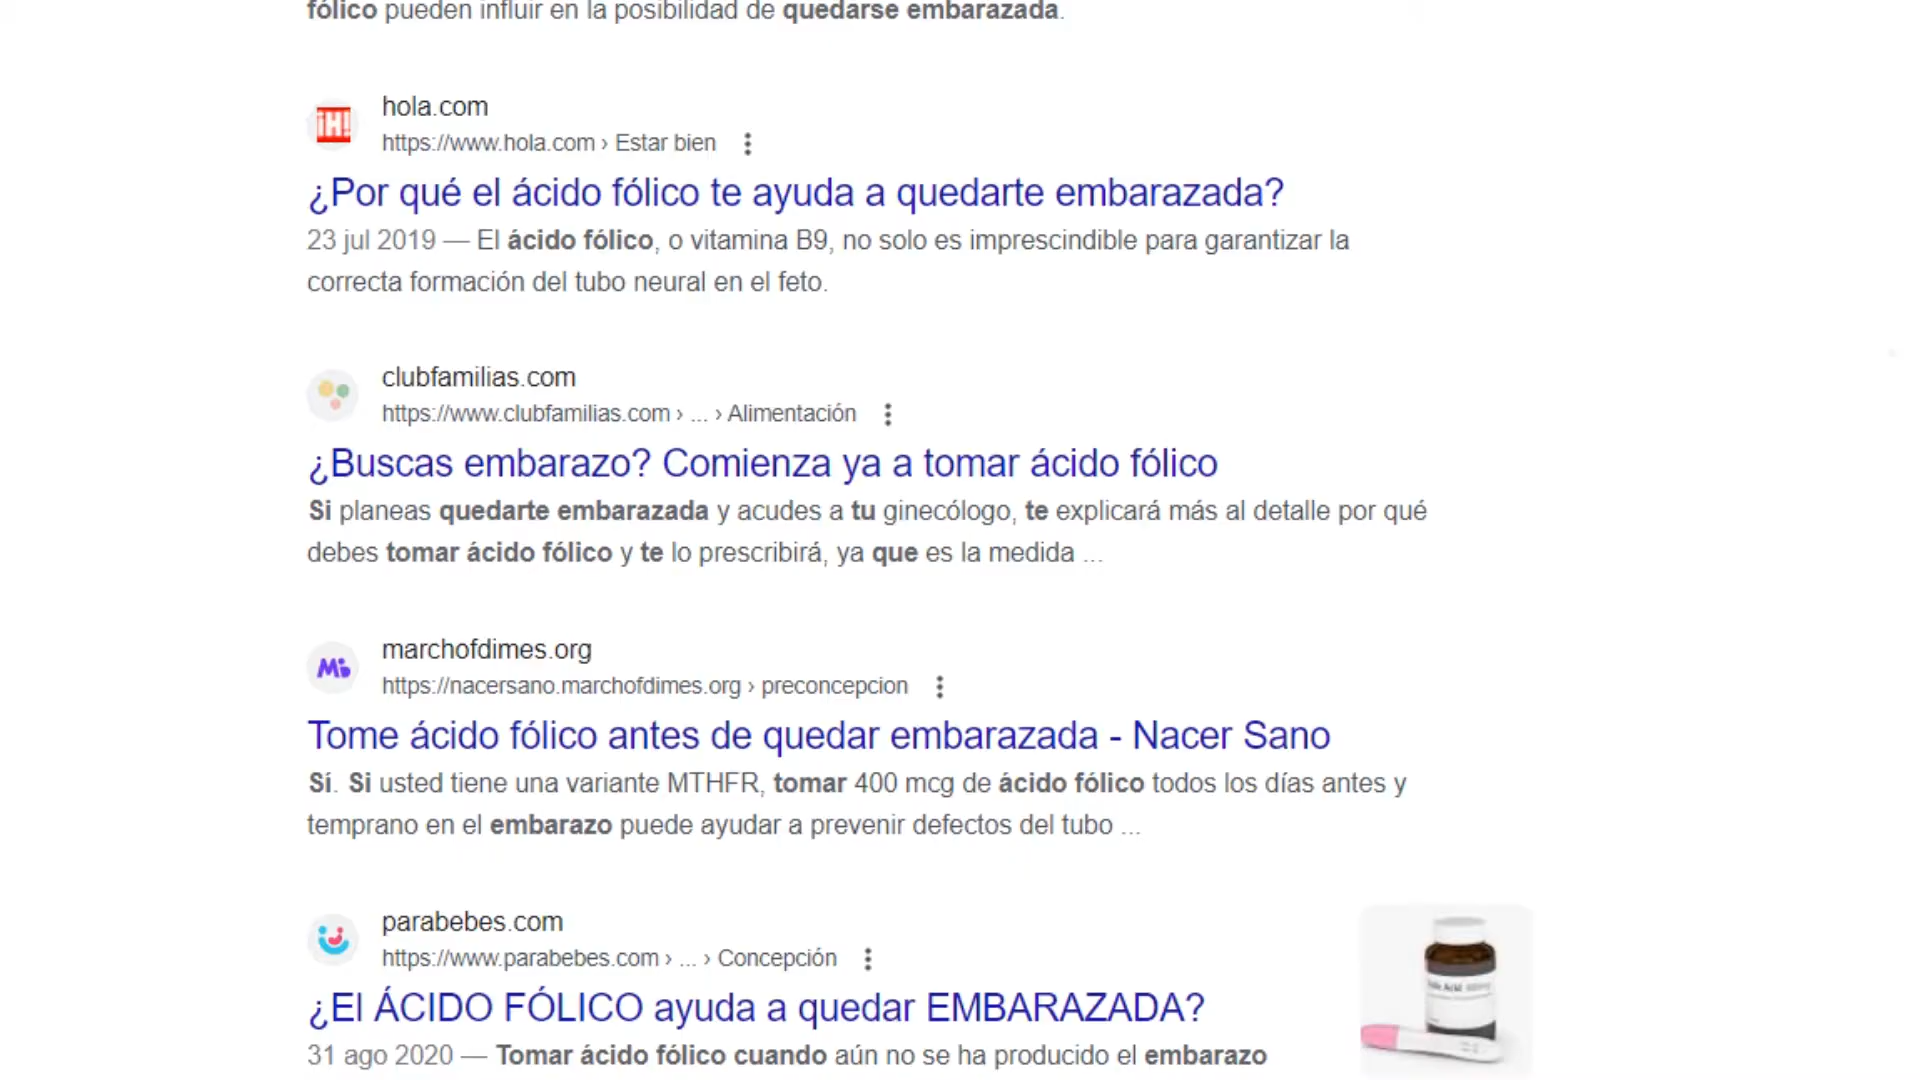 fólico pueden influir en la posibilidad de quedarse embarazada.
¡H!
hola.com
https://www.hola.com › Estar bien
¿Por qué el ácido fólico te ayuda a quedarte embarazada?
23 jul 2019 — El ácido fólico, o vitamina B9, no solo es imprescindible para garantizar la
correcta formación del tubo neural en el feto.
clubfamilias.com
https://www.clubfamilias.com › ... › Alimentación
¿Buscas embarazo? Comienza ya a tomar ácido fólico
Si planeas quedarte embarazada y acudes a tu ginecólogo, te explicará más al detalle por qué
debes tomar ácido fólico y te lo prescribirá, ya que es la medida ...
marchofdimes.org
https://nacersano.marchofdimes.org › preconcepcion
Tome ácido fólico antes de quedar embarazada - Nacer Sano
Sí. Si usted tiene una variante MTHFR, tomar 400 mcg de ácido fólico todos los días antes y
temprano en el embarazo puede ayudar a prevenir defectos del tubo ...
parabebes.com
https://www.parabebes.com › ... › Concepción
¿El ÁCIDO FÓLICO ayuda a quedar EMBARAZADA?
31 ago 2020 — Tomar ácido fólico cuando aún no se ha producido el embarazo